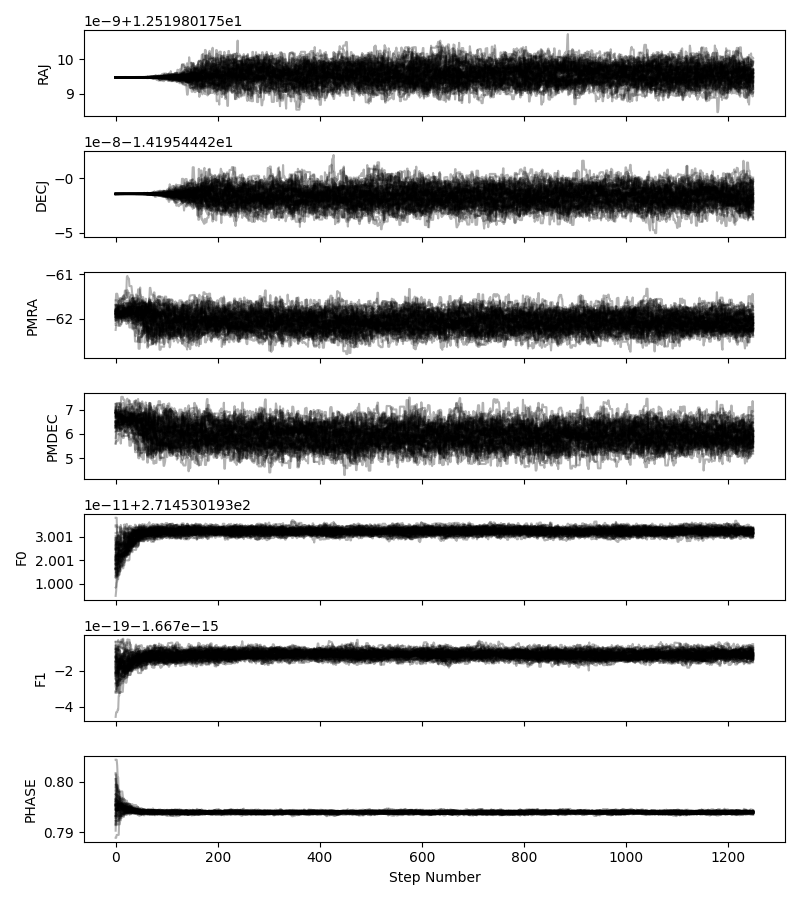 1e−9+1.251980175e1
10
9
RAJ
1e−8−1.41954442e1
−0
−5
DECJ
−61
−62
PMRA
7
6
5
PMDEC
1e−11+2.714530193e2
3.001
2.001
1.000
F0
1e−19−1.667e−15
−2
−4
F1
0.80
0.79
PHASE
0 200 400 600 800 1000 1200
Step Number